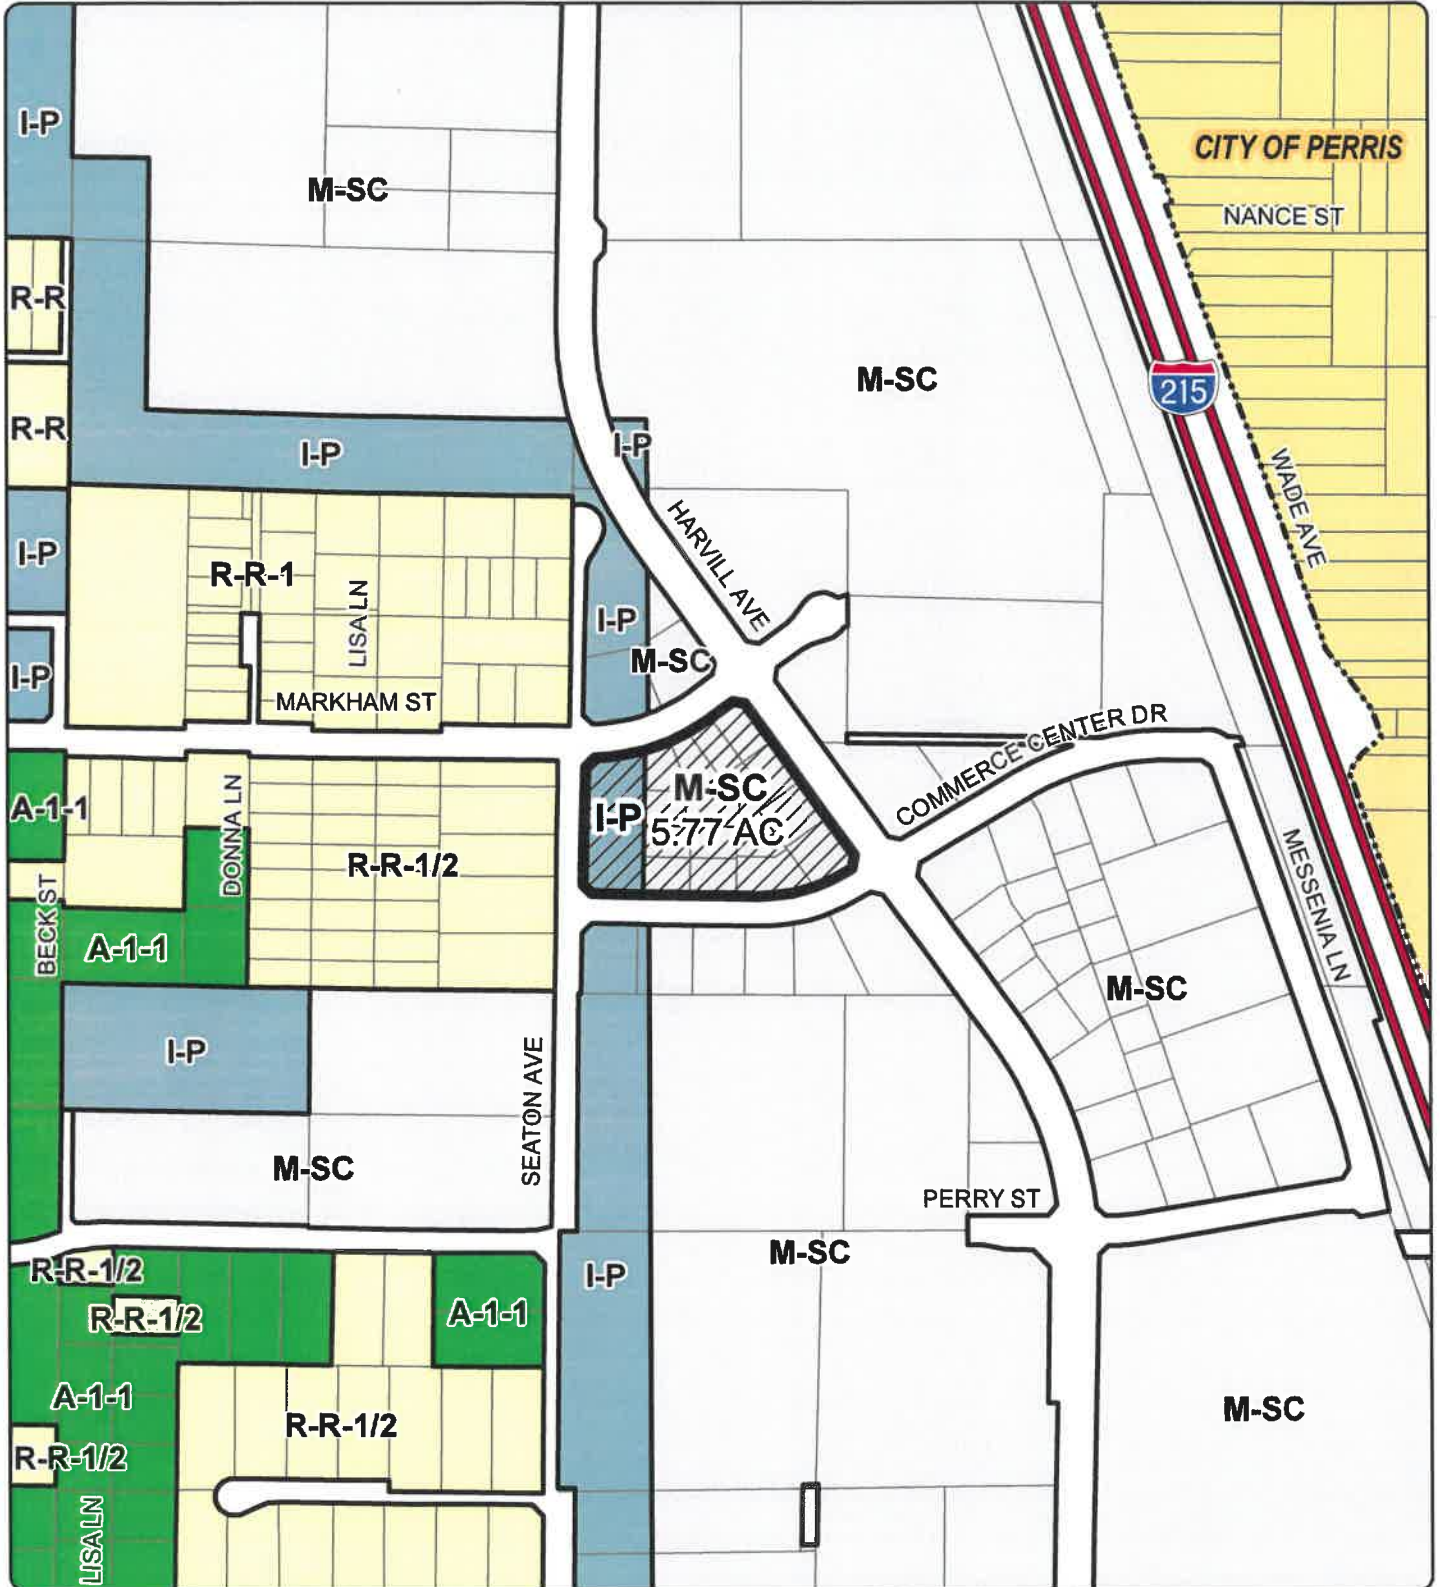 I-P
CITY OF PERRIS
M-SC
NANCE ST
R-R
M-SC
215
R-R
I-P
I-P
WADE AVE
HARVILL AVE
I-P
R-R-1
LISA LN
I-P
M-SC
I-P
MARKHAM ST
COMMERCE CENTER DR
A-1-1
DONNA LN
I-P
M-SC
5.77 AC
R-R-1/2
MESSENIA LN
BECK ST
A-1-1
M-SC
I-P
SEATON AVE
M-SC
PERRY ST
M-SC
R-R-1/2
I-P
R-R-1/2
A-1-1
A-1-1
M-SC
R-R-1/2
R-R-1/2
LISA LN